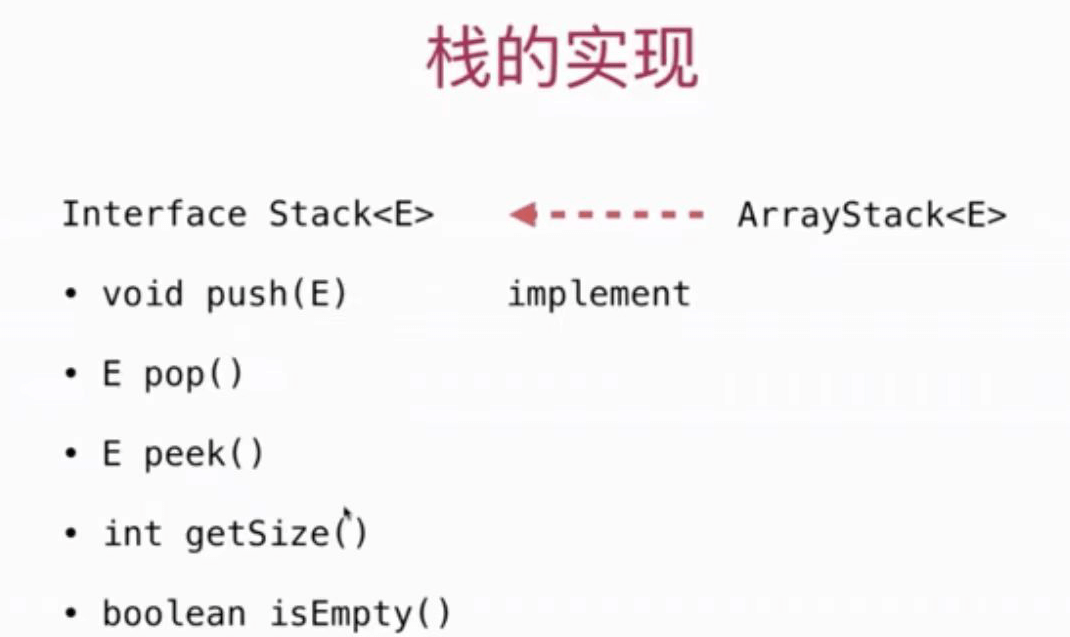 栈的实现
Interface Stack<E> ArrayStack<E>
• void push(E) implement
• E pop()
• E peek()
• int getSize()
• boolean isEmpty()